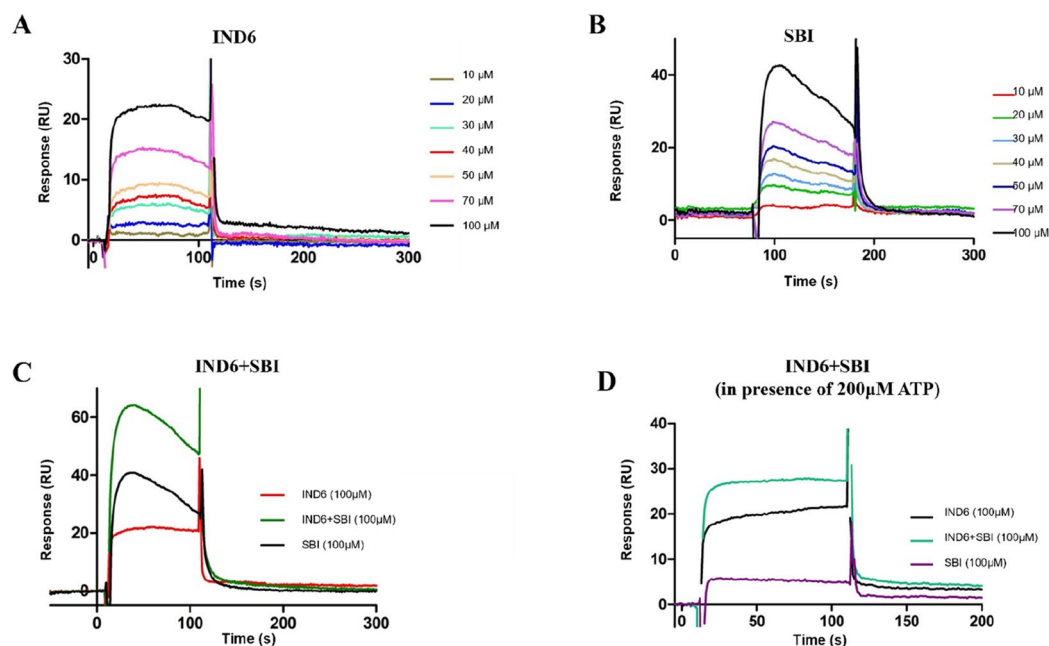 A
IND6
Response (RU)
30
20
10
0
0
100
200
300
Time (s)
10 µM
20 µM
30 µM
40 µM
50 µM
70 µM
100 µM
B
SBI
Response (RU)
40
20
0
0
100
200
300
Time (s)
10 µM
20 µM
30 µM
40 µM
50 µM
70 µM
100 µM
C
IND6+SBI
Response (RU)
60
40
20
0
0
100
200
300
Time (s)
IND6 (100µM)
IND6+SBI (100µM)
SBI (100µM)
D
IND6+SBI
(in presence of 200µM ATP)
Response (RU)
40
30
20
10
0
0
50
100
150
200
Time (s)
IND6 (100µM)
IND6+SBI (100µM)
SBI (100µM)